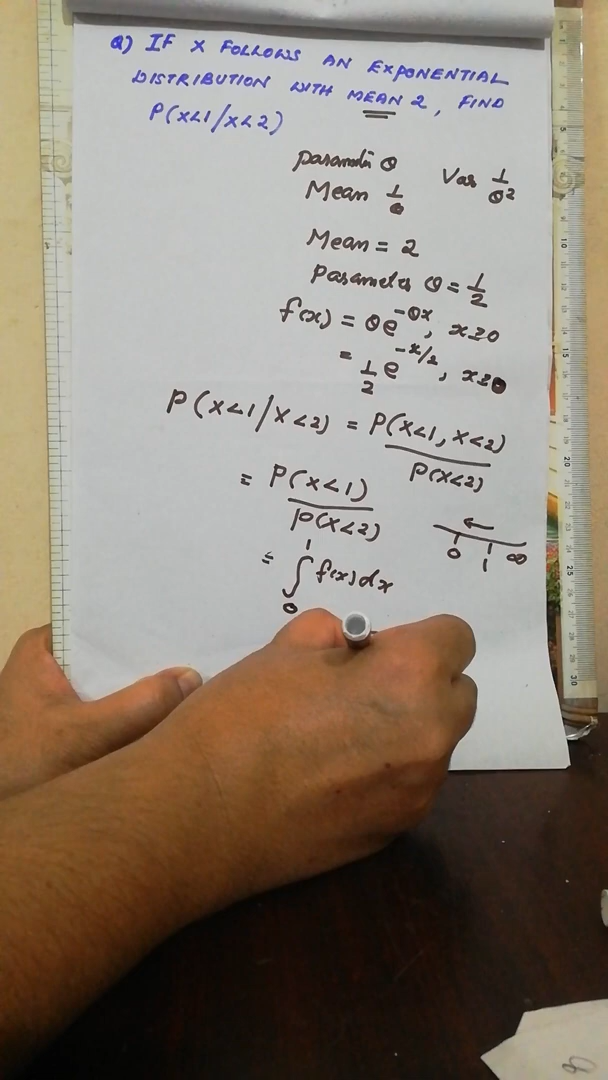 Q) IF X FOLLOWS AN EXPONENTIAL
DISTRIBUTION WITH MEAN 2, FIND
P(X<1/X<2)
Parameter θ
Var 1/θ²
Mean 1/θ
Mean = 2
Parameter θ = 1/2
f(x) = θe^{-θx}, x≥0
= 1/2 e^{-x/2}, x≥0
P(X<1/X<2) = P(X<1, X<2) / P(X<2)
= P(X<1) / P(X<2)
0 1 ∞
= ∫₀¹ f(x)dx